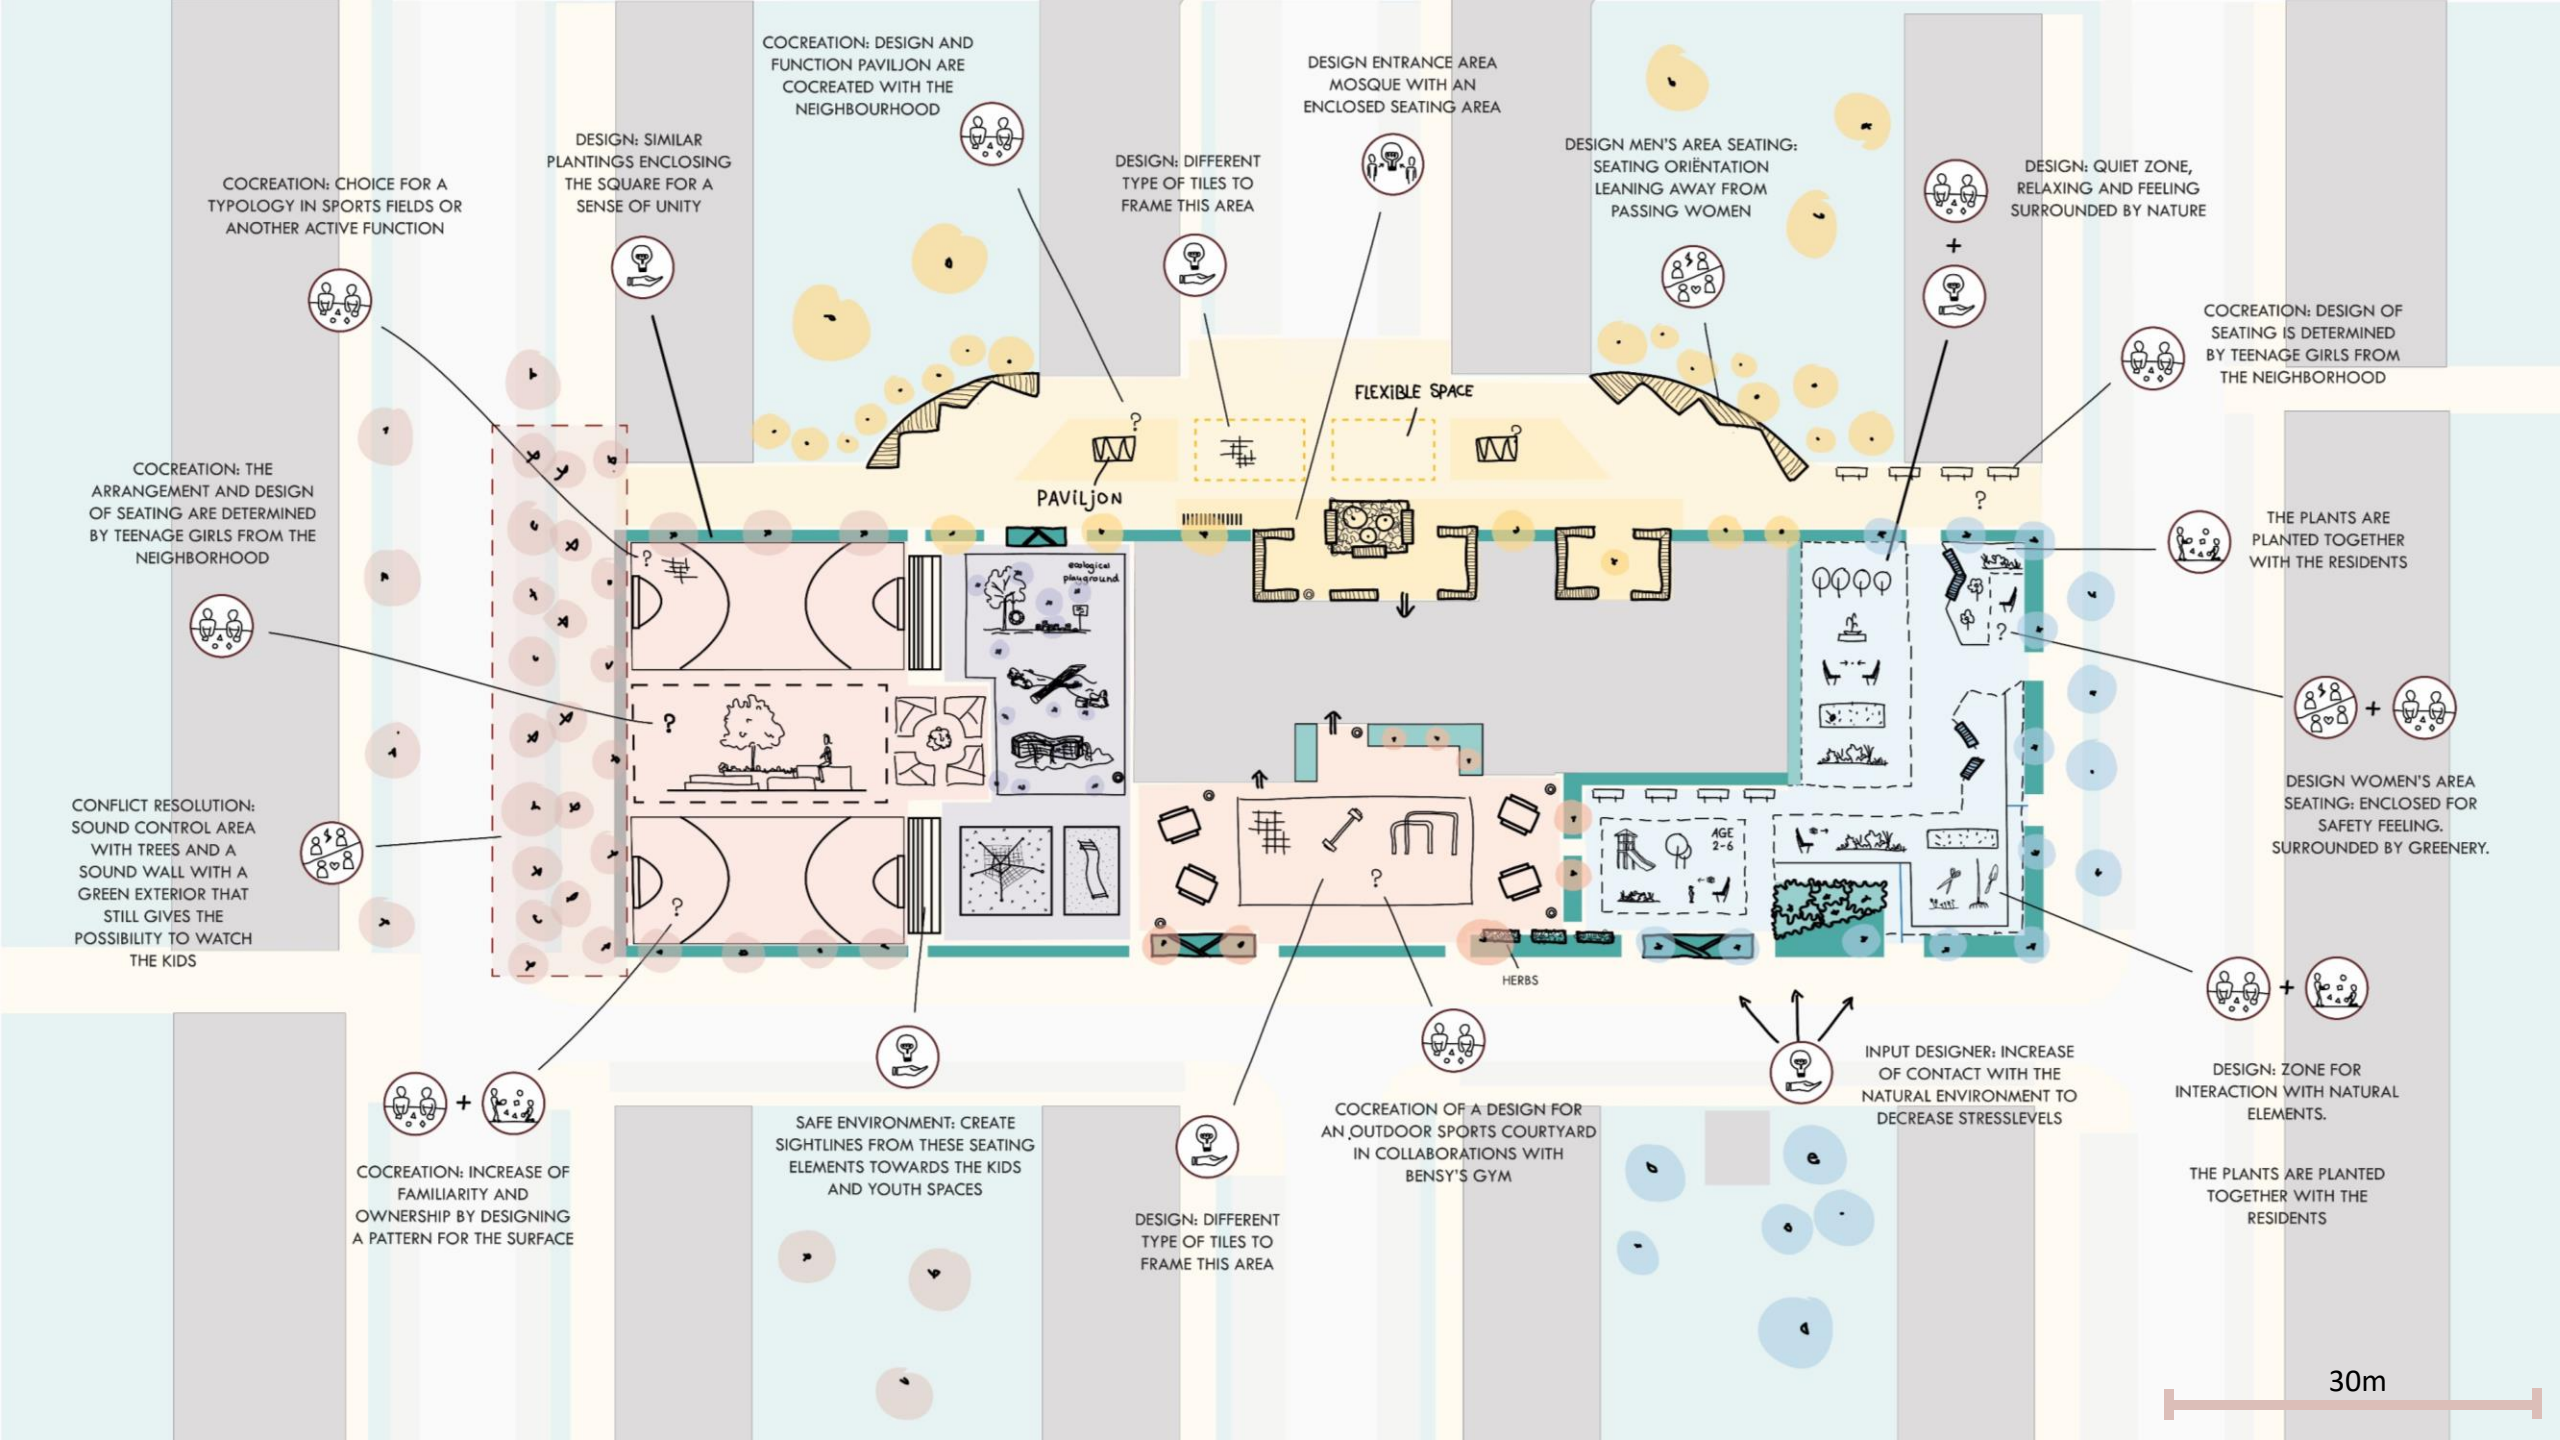 COCREATION: DESIGN AND
FUNCTION PAVILJON ARE
COCREATED WITH THE
NEIGHBOURHOOD
DESIGN ENTRANCE AREA
MOSQUE WITH AN
ENCLOSED SEATING AREA
DESIGN: SIMILAR
PLANTINGS ENCLOSING
THE SQUARE FOR A
SENSE OF UNITY
DESIGN: DIFFERENT
TYPE OF TILES TO
FRAME THIS AREA
DESIGN MEN'S AREA SEATING:
SEATING ORIËNTATION
LEANING AWAY FROM
PASSING WOMEN
+
DESIGN: QUIET ZONE,
RELAXING AND FEELING
SURROUNDED BY NATURE
COCREATION: CHOICE FOR A
TYPOLOGY IN SPORTS FIELDS OR
ANOTHER ACTIVE FUNCTION
COCREATION: DESIGN OF
SEATING IS DETERMINED
BY TEENAGE GIRLS FROM
THE NEIGHBORHOOD
FLEXIBLE SPACE
?
?
PAVILJON
?
COCREATION: THE
ARRANGEMENT AND DESIGN
OF SEATING ARE DETERMINED
BY TEENAGE GIRLS FROM THE
NEIGHBORHOOD
THE PLANTS ARE
PLANTED TOGETHER
WITH THE RESIDENTS
?
ecological
playground
?
?
+
DESIGN WOMEN'S AREA
SEATING: ENCLOSED FOR
SAFETY FEELING.
SURROUNDED BY GREENERY.
CONFLICT RESOLUTION:
SOUND CONTROL AREA
WITH TREES AND A
SOUND WALL WITH A
GREEN EXTERIOR THAT
STILL GIVES THE
POSSIBILITY TO WATCH
THE KIDS
AGE
2-6
?
?
HERBS
+
+
COCREATION: INCREASE OF
FAMILIARITY AND
OWNERSHIP BY DESIGNING
A PATTERN FOR THE SURFACE
SAFE ENVIRONMENT: CREATE
SIGHTLINES FROM THESE SEATING
ELEMENTS TOWARDS THE KIDS
AND YOUTH SPACES
DESIGN: DIFFERENT
TYPE OF TILES TO
FRAME THIS AREA
COCREATION OF A DESIGN FOR
AN OUTDOOR SPORTS COURTYARD
IN COLLABORATIONS WITH
BENSY'S GYM
INPUT DESIGNER: INCREASE
OF CONTACT WITH THE
NATURAL ENVIRONMENT TO
DECREASE STRESSLEVELS
DESIGN: ZONE FOR
INTERACTION WITH NATURAL
ELEMENTS.
THE PLANTS ARE PLANTED
TOGETHER WITH THE
RESIDENTS
30m